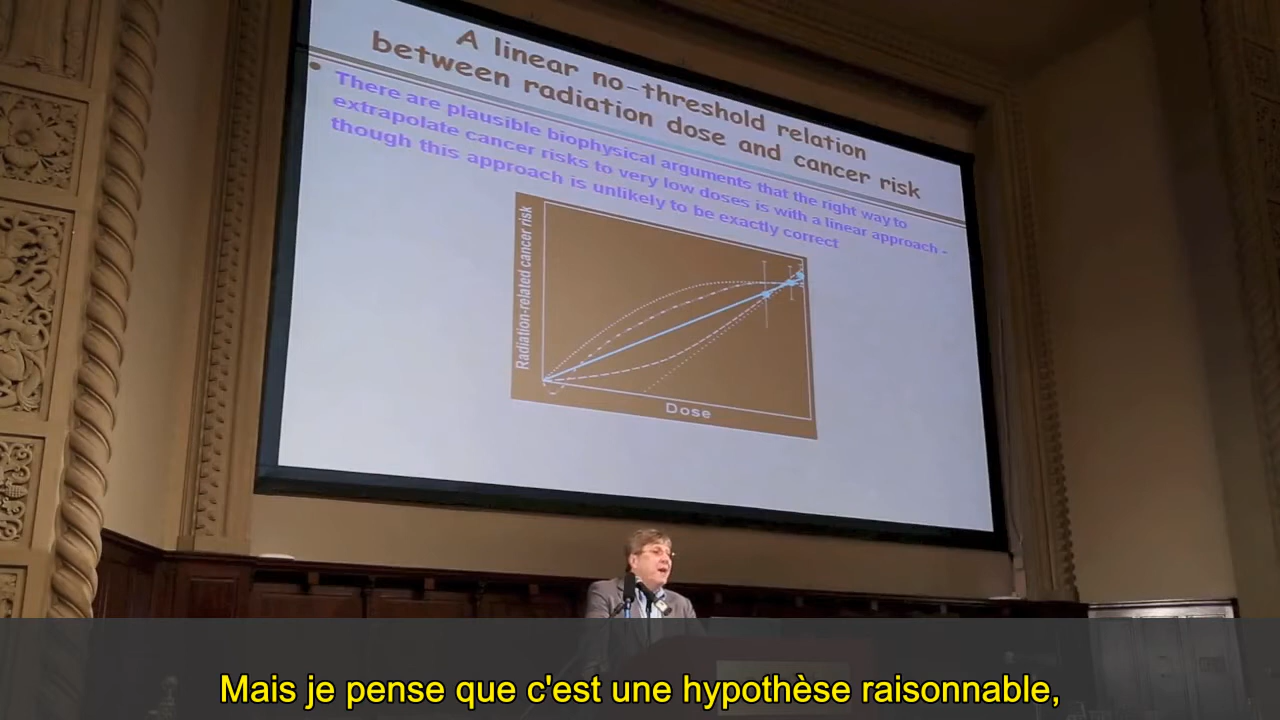 A linear no-threshold relation
between radiation dose and cancer risk
• There are plausible biophysical arguments that the right way to
extrapolate cancer risks to very low doses is with a linear approach -
though this approach is unlikely to be exactly correct
Radiation-related cancer risk
Dose
Mais je pense que c'est une hypothèse raisonnable,